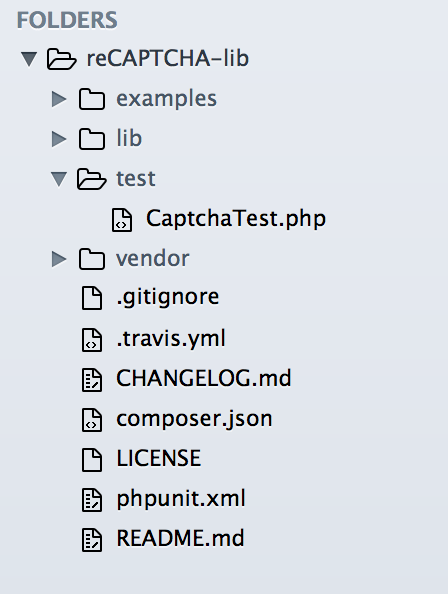 FOLDERS
reCAPTCHA-lib
examples
lib
test
CaptchaTest.php
vendor
.gitignore
.travis.yml
CHANGELOG.md
composer.json
LICENSE
phpunit.xml
README.md